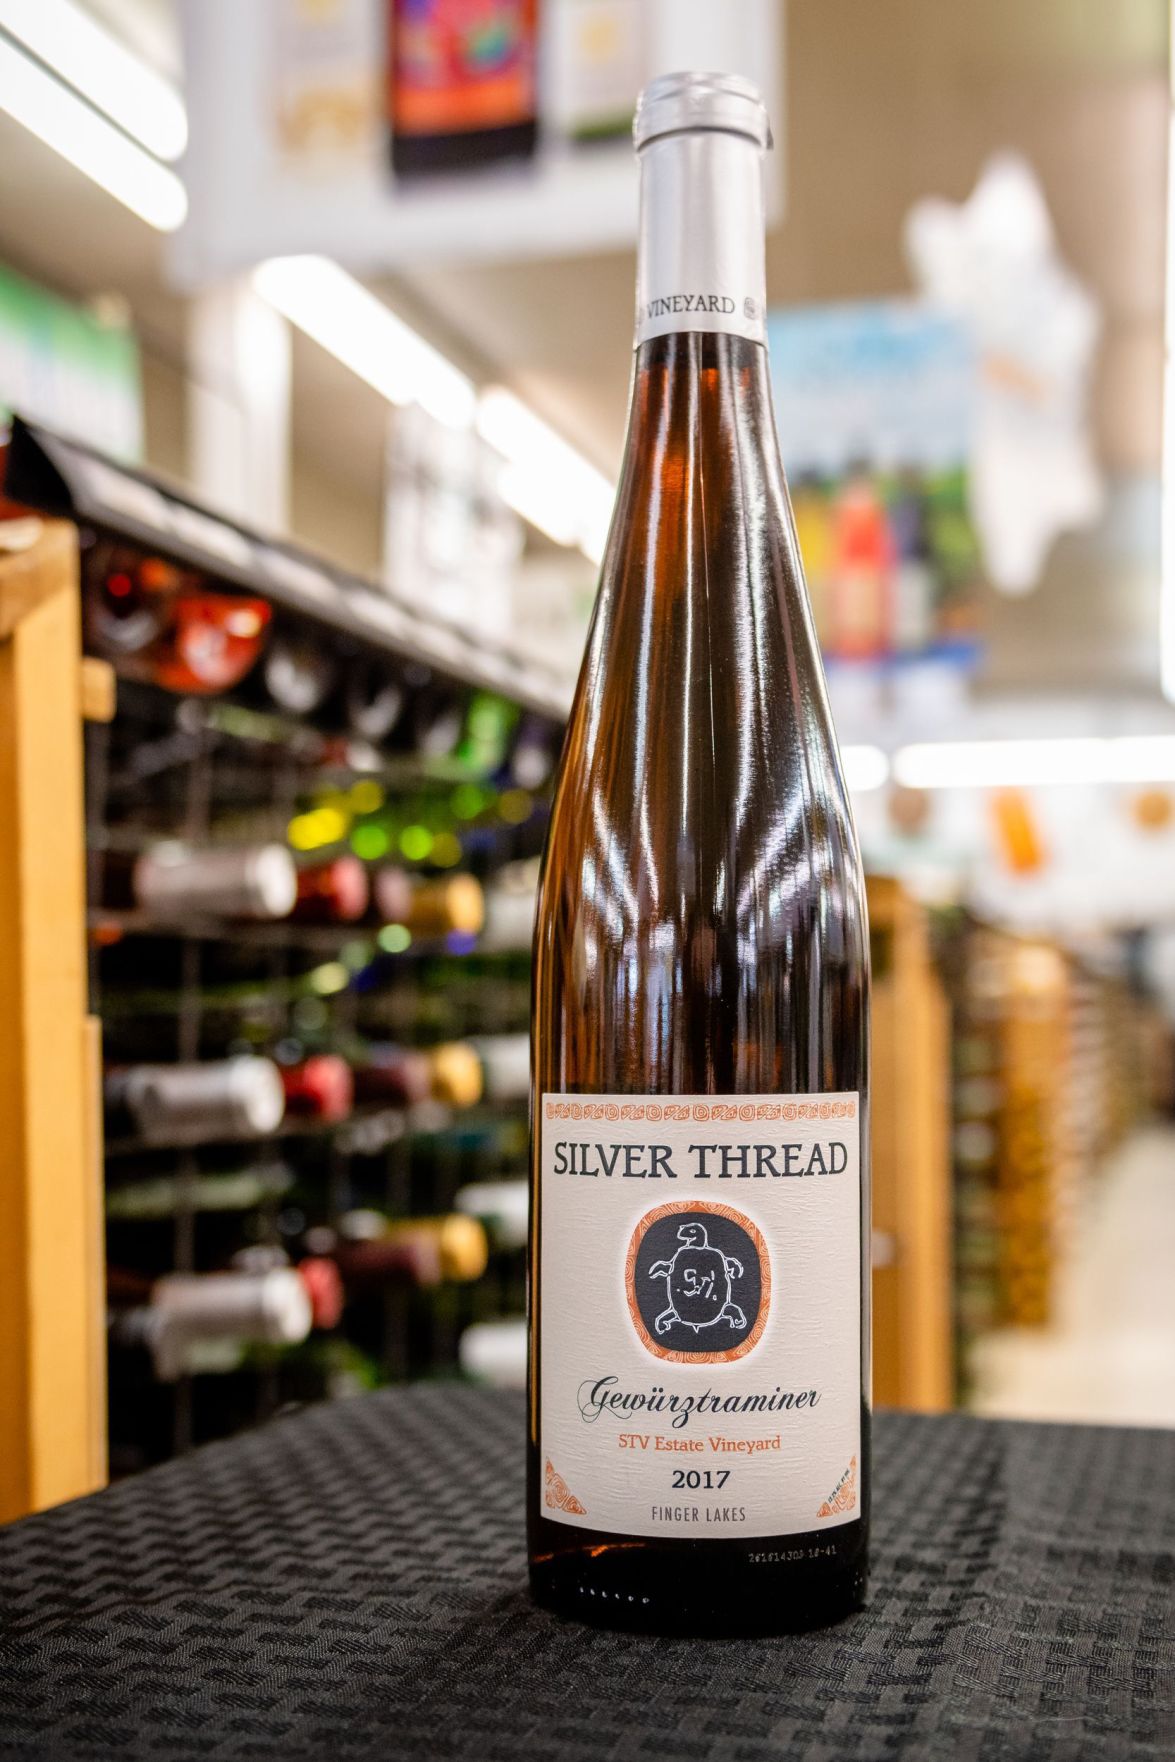 VINEYARD
SILVER THREAD
Gewürztraminer
STV Estate Vineyard
2017
FINGER LAKES